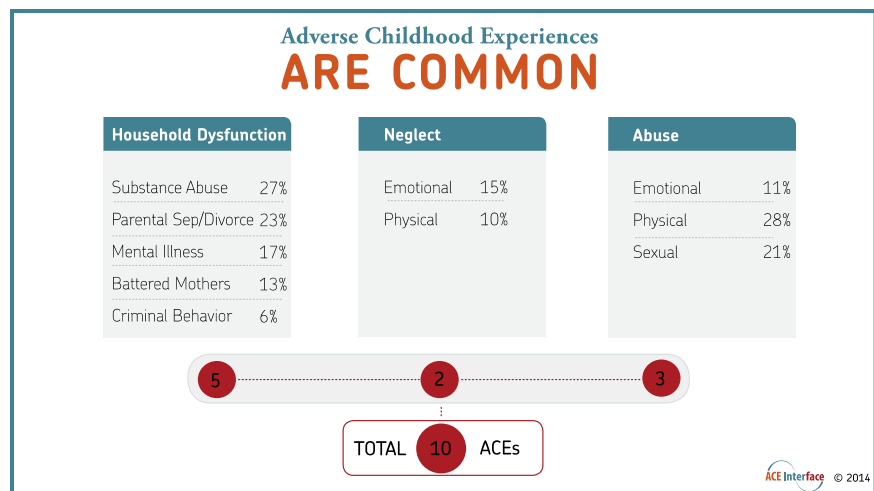 Adverse Childhood Experiences
ARE COMMON
Household Dysfunction
Substance Abuse 27%
Parental Sep/Divorce 23%
Mental Illness 17%
Battered Mothers 13%
Criminal Behavior 6%
Neglect
Emotional 15%
Physical 10%
Abuse
Emotional 11%
Physical 28%
Sexual 21%
5 2 3
TOTAL 10 ACEs
ACE Interface © 2014